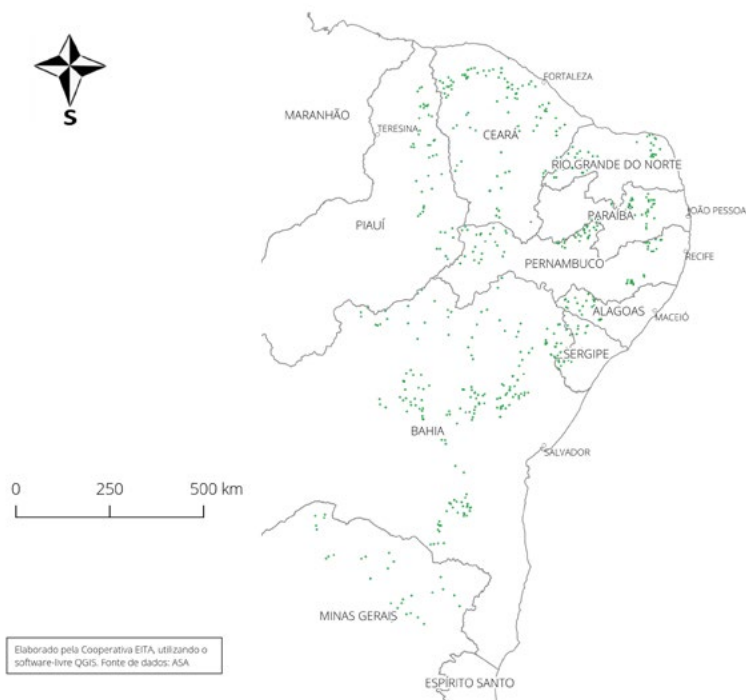 FORTALEZA
MARANHÃO
TERESINA
CEARÁ
S
RIO GRANDE DO NORTE
PARAÍBA
JOÃO PESSOA
PIAUÍ
RECIFE
PERNAMBUCO
ALAGOAS
MACEIÓ
SERGIPE
BAHIA
SALVADOR
0 250 500 km
MINAS GERAIS
Elaborado pela Cooperativa EITA, utilizando o
software-livre QGIS. Fonte de dados: ASA
ESPÍRITO SANTO